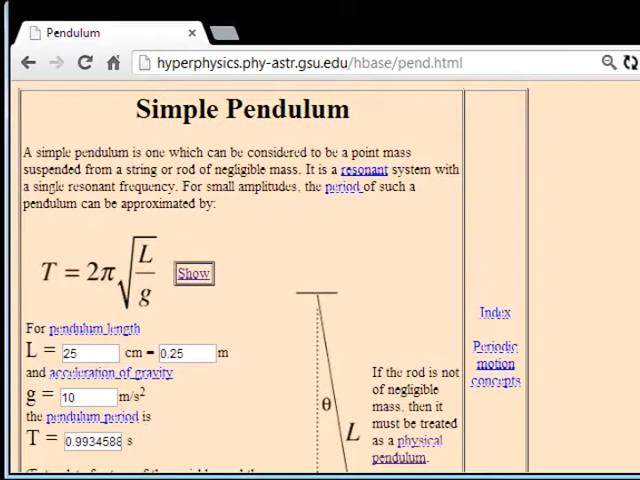 Pendulum
hyperphysics.phy-astr.gsu.edu/hbase/pend.html
Simple Pendulum
A simple pendulum is one which can be considered to be a point mass
suspended from a string or rod of negligible mass. It is a resonant system with
a single resonant frequency. For small amplitudes, the period of such a
pendulum can be approximated by:
T = 2π√(L/g) Show
For pendulum length
L = 25 cm = 0.25 m
and acceleration of gravity
g = 10 m/s²
the pendulum period is
T = 0.9934588 s
θ
L
If the rod is not
of negligible
mass, then it
must be treated
as a physical
pendulum.
Index
Periodic
motion
concepts